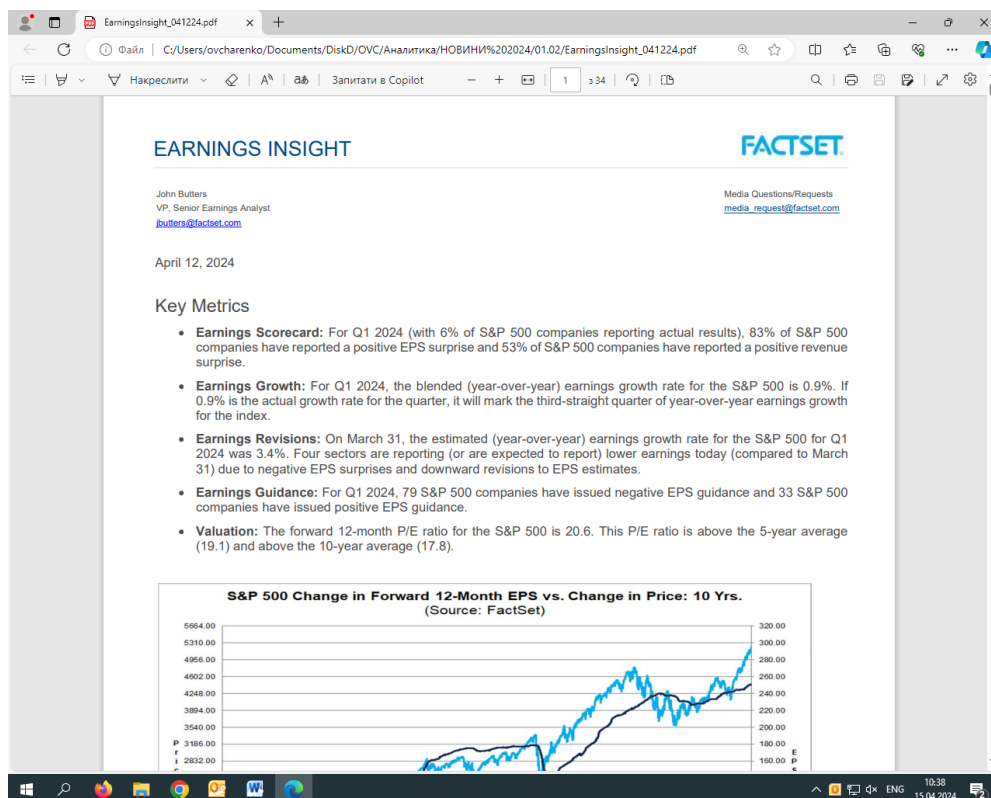 EarningsInsight_041224.pdf
Файл | C:/Users/ovcharenko/Documents/DiskD/OVC/Аналитика/НОВИНИ%202024/01.02/EarningsInsight_041224.pdf
Накреслити
Запитати в Copilot
1 з 34
EARNINGS INSIGHT
FACTSET
John Butters
VP, Senior Earnings Analyst
jbutters@factset.com
Media Questions/Requests
media_request@factset.com
April 12, 2024
Key Metrics
• Earnings Scorecard: For Q1 2024 (with 6% of S&P 500 companies reporting actual results), 83% of S&P 500
companies have reported a positive EPS surprise and 53% of S&P 500 companies have reported a positive revenue
surprise.
• Earnings Growth: For Q1 2024, the blended (year-over-year) earnings growth rate for the S&P 500 is 0.9%. If
0.9% is the actual growth rate for the quarter, it will mark the third-straight quarter of year-over-year earnings growth
for the index.
• Earnings Revisions: On March 31, the estimated (year-over-year) earnings growth rate for the S&P 500 for Q1
2024 was 3.4%. Four sectors are reporting (or are expected to report) lower earnings today (compared to March
31) due to negative EPS surprises and downward revisions to EPS estimates.
• Earnings Guidance: For Q1 2024, 79 S&P 500 companies have issued negative EPS guidance and 33 S&P 500
companies have issued positive EPS guidance.
• Valuation: The forward 12-month P/E ratio for the S&P 500 is 20.6. This P/E ratio is above the 5-year average
(19.1) and above the 10-year average (17.8).
S&P 500 Change in Forward 12-Month EPS vs. Change in Price: 10 Yrs.
(Source: FactSet)
5664.00
5310.00
4956.00
4602.00
4248.00
3894.00
3540.00
3186.00
2832.00
320.00
300.00
280.00
260.00
240.00
220.00
200.00
180.00
160.00
ENG
10:38
15.04.2024